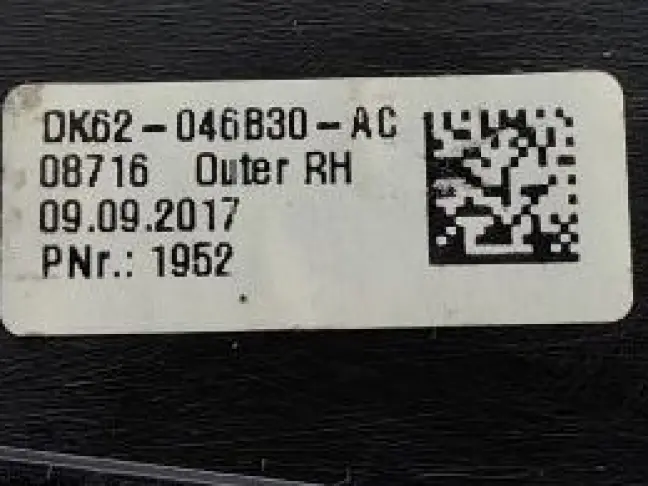 DK62-046B30-AC
08716 Outer RH
09.09.2017
PNr.: 1952